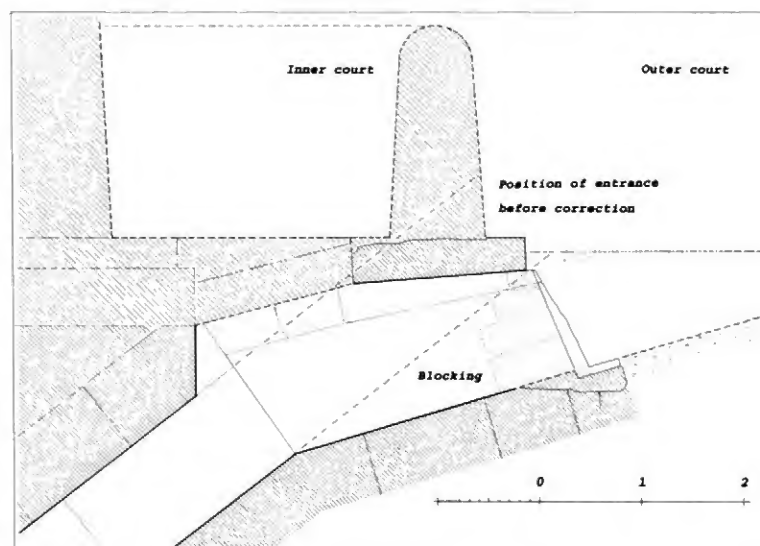 Inner court
Outer court
Position of entrance
before correction
Blocking
0 1 2